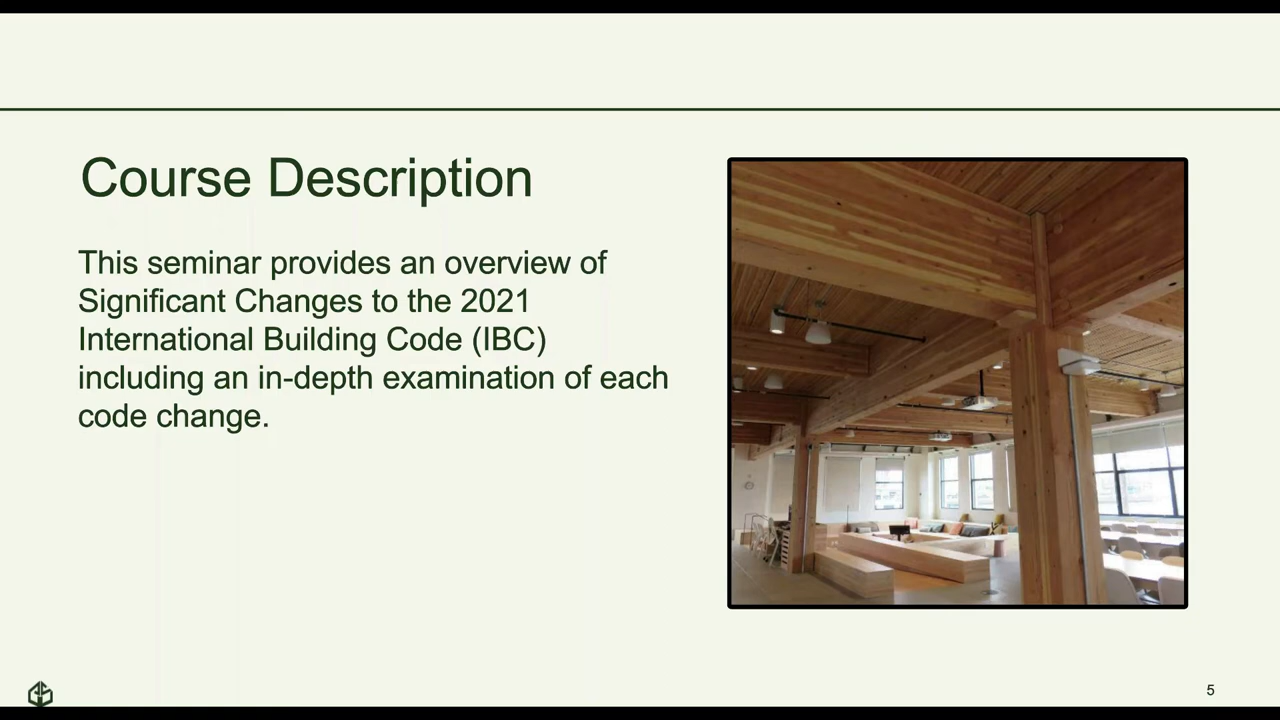 Course Description
This seminar provides an overview of
Significant Changes to the 2021
International Building Code (IBC)
including an in-depth examination of each
code change.
5